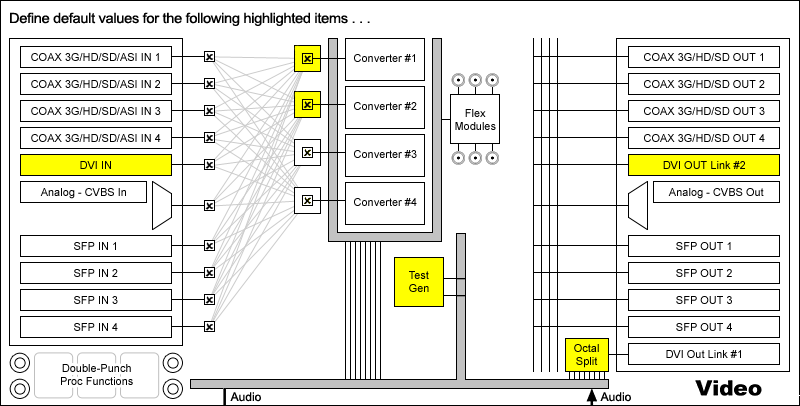 Define default values for the following highlighted items . . .
COAX 3G/HD/SD/ASI IN 1
COAX 3G/HD/SD/ASI IN 2
COAX 3G/HD/SD/ASI IN 3
COAX 3G/HD/SD/ASI IN 4
DVI IN
Analog - CVBS In
SFP IN 1
SFP IN 2
SFP IN 3
SFP IN 4
Double-Punch
Proc Functions
Converter #1
Converter #2
Converter #3
Converter #4
Flex
Modules
Test
Gen
COAX 3G/HD/SD OUT 1
COAX 3G/HD/SD OUT 2
COAX 3G/HD/SD OUT 3
COAX 3G/HD/SD OUT 4
DVI OUT Link #2
Analog - CVBS Out
SFP OUT 1
SFP OUT 2
SFP OUT 3
SFP OUT 4
Octal
Split
DVI Out Link #1
Audio
Audio
Video